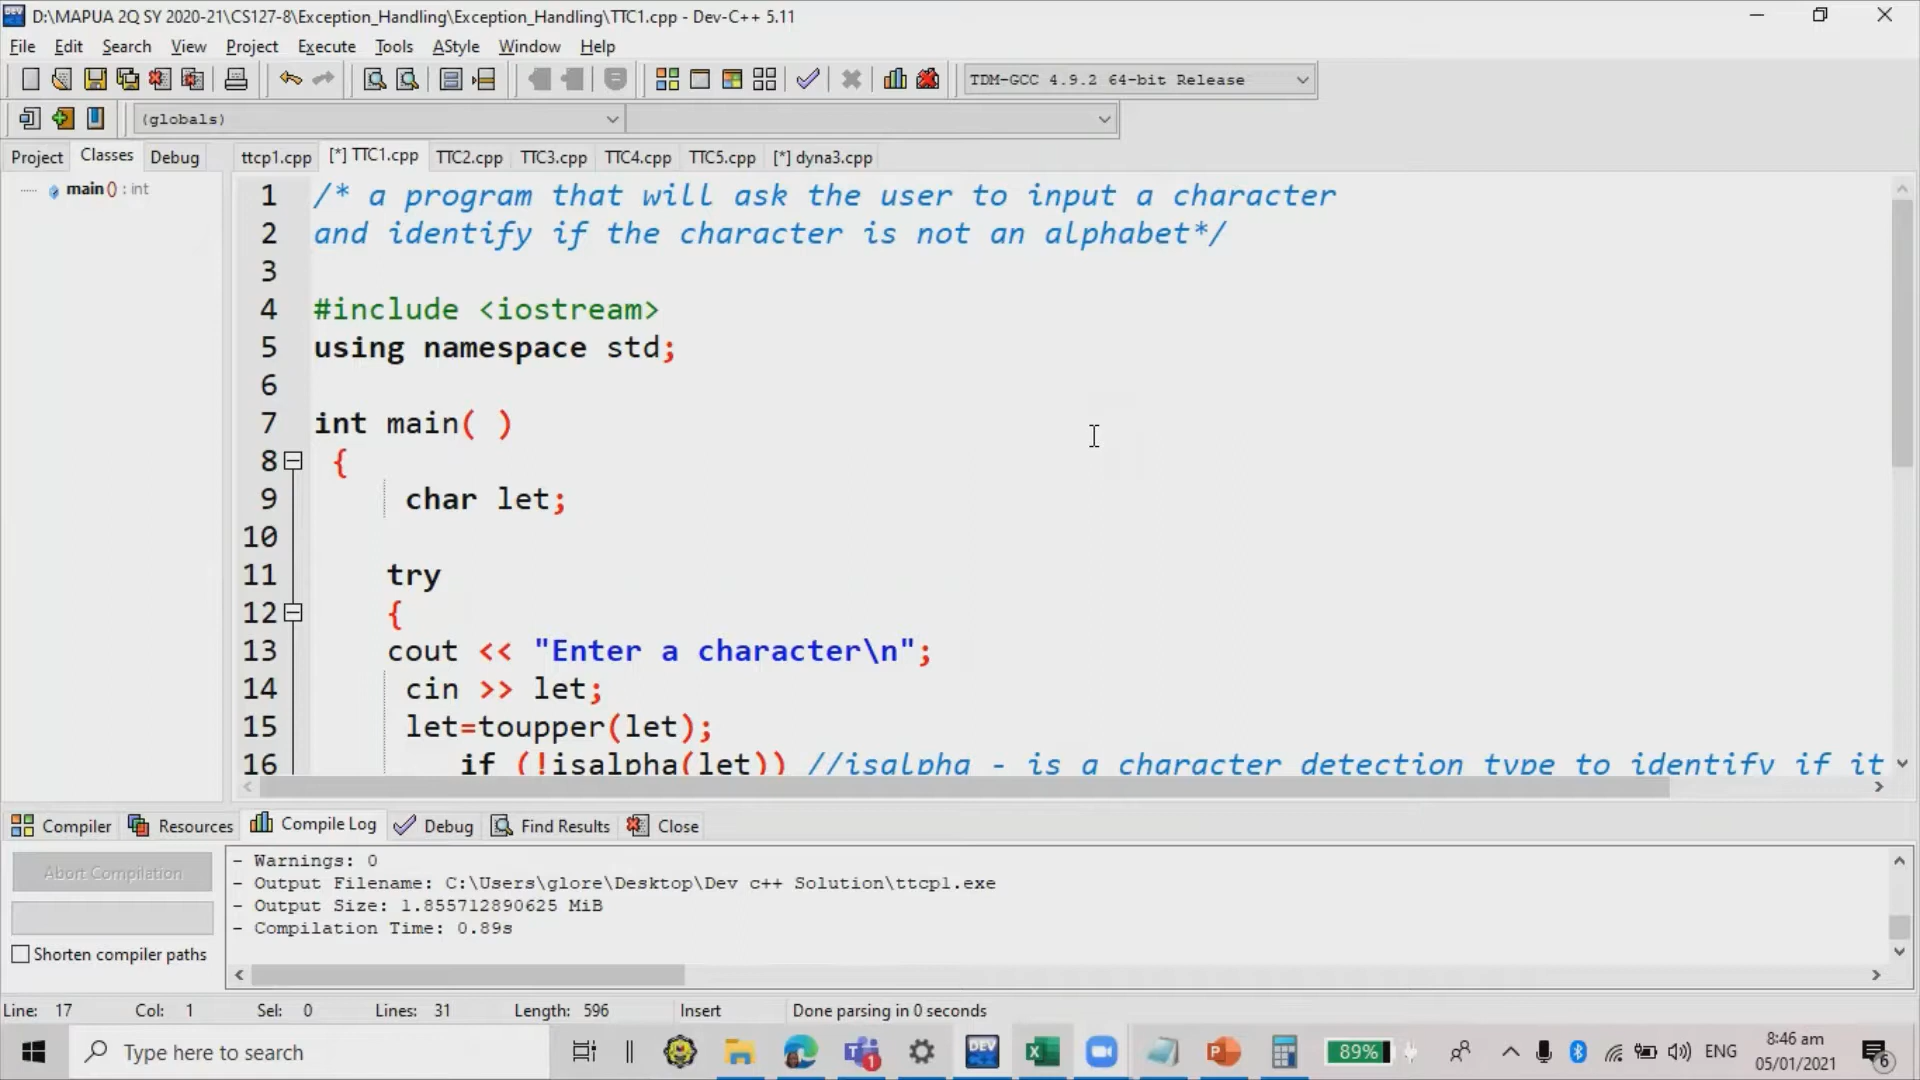 D:\MAPUA 2Q SY 2020-21\CS127-8\Exception_Handling\Exception_Handling\TTC1.cpp - Dev-C++ 5.11
File Edit Search View Project Execute Tools AStyle Window Help
TDM-GCC 4.9.2 64-bit Release
(globals)
Project Classes Debug ttcp1.cpp [*] TTC1.cpp TTC2.cpp TTC3.cpp TTC4.cpp TTC5.cpp [*] dyna3.cpp
main() : int
1 /* a program that will ask the user to input a character
2 and identify if the character is not an alphabet*/
3
4 #include <iostream>
5 using namespace std;
6
7 int main( )
8 {
9 char let;
10
11 try
12 {
13 cout << "Enter a character\n";
14 cin >> let;
15 let=toupper(let);
16 if (!isalpha(let)) //isalpha - is a character detection type to identify if it
Compiler Resources Compile Log Debug Find Results Close
Abort Compilation
Shorten compiler paths
- Warnings: 0
- Output Filename: C:\Users\glore\Desktop\Dev c++ Solution\ttcp1.exe
- Output Size: 1.855712890625 MiB
- Compilation Time: 0.89s
Line: 17 Col: 1 Sel: 0 Lines: 31 Length: 596 Insert Done parsing in 0 seconds
Type here to search
DEV
1
89%
ENG
8:46 am
05/01/2021
6